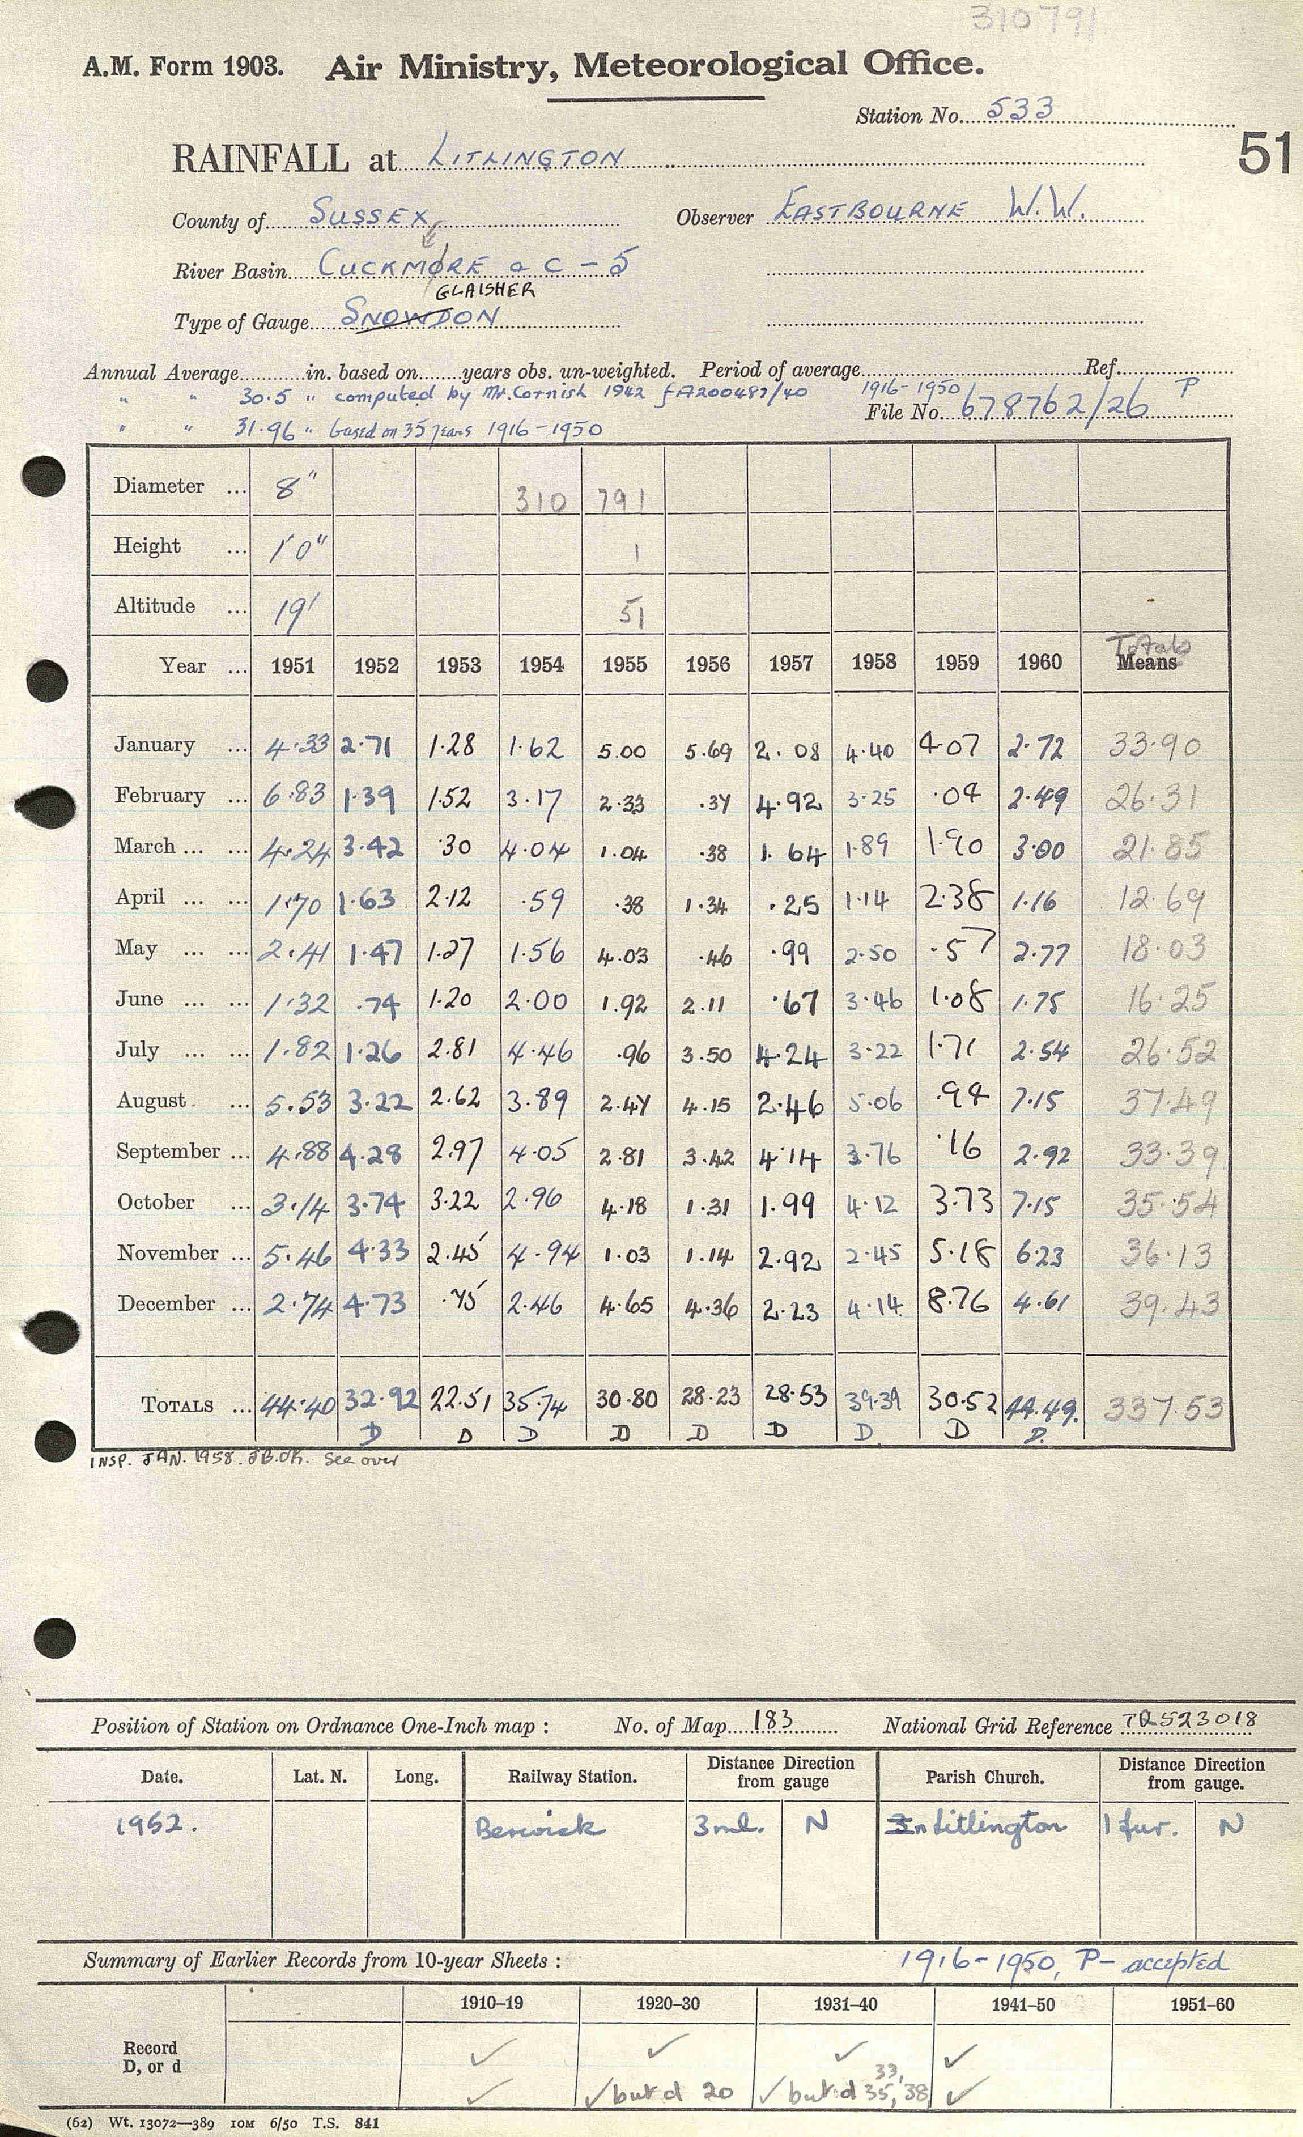 310791
A.M. Form 1903. Air Ministry, Meteorological Office.
Station No. 533
51
RAINFALL at LITLINGTON
County of SUSSEX Observer EASTBOURNE W.W.
River Basin CUCKMORE a C - 5
GLAISHER
Type of Gauge SNOWDON
Annual Average in. based on years obs. un-weighted. Period of average Ref.
" " 30.5 " computed by Mr. Cornish 1942 f A200487/40 1916-1950
File No. 678762/26 P
" " 31.96 " based on 35 years 1916-1950
Diameter ... 8" 310 791
Height ... 1'0" 1
Altitude ... 19' 51
Totals
Year ... 1951 1952 1953 1954 1955 1956 1957 1958 1959 1960 Means
January ... 4.33 2.71 1.28 1.62 5.00 5.69 2.08 4.40 4.07 2.72 33.90
February ... 6.83 1.39 1.52 3.17 2.33 .37 4.92 3.25 .04 2.49 26.31
March ... ... 4.24 3.42 .30 4.04 1.04 .38 1.64 1.89 1.90 3.00 21.85
April ... ... 1.70 1.63 2.12 .59 .38 1.34 .25 1.14 2.38 1.16 12.69
May ... ... 2.41 1.47 1.27 1.56 4.03 .46 .99 2.50 .57 2.77 18.03
June ... ... 1.32 .74 1.20 2.00 1.92 2.11 .67 3.46 1.08 1.75 16.25
July ... ... 1.82 1.26 2.81 4.46 .96 3.50 4.24 3.22 1.71 2.54 26.52
August ... 5.53 3.22 2.62 3.89 2.47 4.15 2.46 5.06 .94 7.15 37.49
September ... 4.88 4.28 2.97 4.05 2.81 3.42 4.14 3.76 .16 2.92 33.39
October ... 3.14 3.74 3.22 2.96 4.18 1.31 1.99 4.12 3.73 7.15 35.54
November ... 5.46 4.33 2.45 4.94 1.03 1.14 2.92 2.45 5.18 6.23 36.13
December ... 2.74 4.73 .75 2.46 4.65 4.36 2.23 4.14 8.76 4.61 39.43
TOTALS ... 44.40 32.92 22.51 35.74 30.80 28.23 28.53 39.39 30.52 44.49. 337.53
D D D D D D D. D D.
INSP. JAN. 1958. See over
Position of Station on Ordnance One-Inch map : No. of Map 183 National Grid Reference TQ523018
Date. Lat. N. Long. Railway Station. Distance from gauge Direction Parish Church. Distance from gauge. Direction
1952. Berwick 3 ml. N Litlington 1 fur. N
Summary of Earlier Records from 10-year Sheets : 1916-1950, P- accepted
1910-19 1920-30 1931-40 1941-50 1951-60
Record ✓ ✓ ✓ ✓
D, or d
33,
✓ ✓ but d 20 ✓ but d 35, 38, ✓
(62) Wt. 13072—389 10M 6/50 T.S. 841